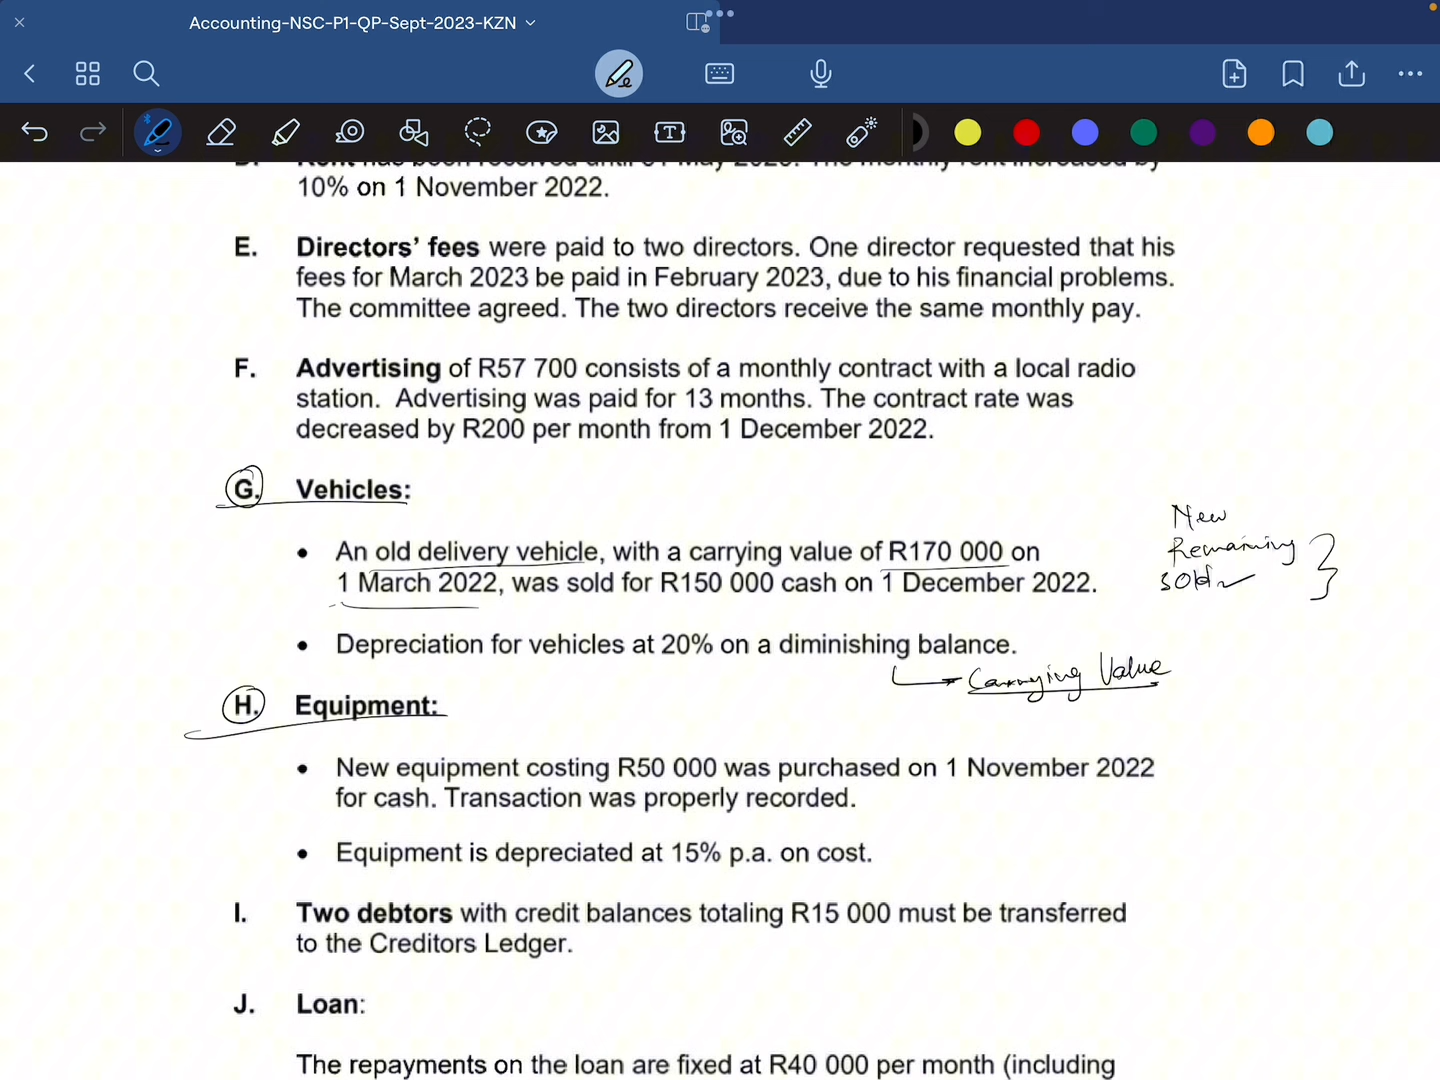 Accounting-NSC-P1-QP-Sept-2023-KZN
10% on 1 November 2022.
E. Directors' fees were paid to two directors. One director requested that his
fees for March 2023 be paid in February 2023, due to his financial problems.
The committee agreed. The two directors receive the same monthly pay.
F. Advertising of R57 700 consists of a monthly contract with a local radio
station. Advertising was paid for 13 months. The contract rate was
decreased by R200 per month from 1 December 2022.
G. Vehicles:
• An old delivery vehicle, with a carrying value of R170 000 on
1 March 2022, was sold for R150 000 cash on 1 December 2022.
New
Remaining
sold
• Depreciation for vehicles at 20% on a diminishing balance.
Carrying Value
H. Equipment:
• New equipment costing R50 000 was purchased on 1 November 2022
for cash. Transaction was properly recorded.
• Equipment is depreciated at 15% p.a. on cost.
I. Two debtors with credit balances totaling R15 000 must be transferred
to the Creditors Ledger.
J. Loan:
The repayments on the loan are fixed at R40 000 per month (including